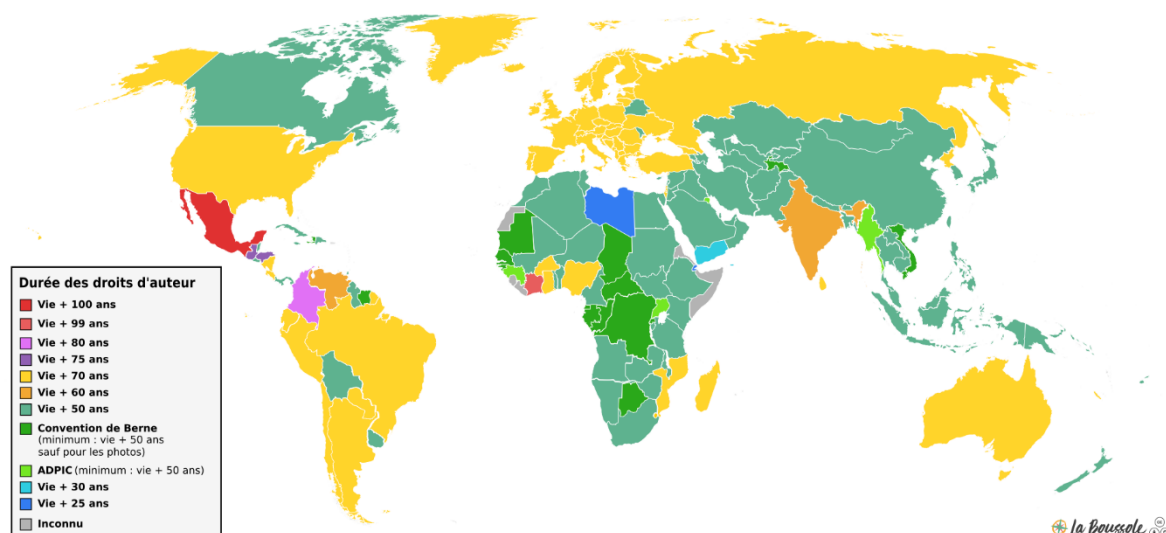 Durée des droits d'auteur
Vie + 100 ans
Vie + 99 ans
Vie + 80 ans
Vie + 75 ans
Vie + 70 ans
Vie + 60 ans
Vie + 50 ans
Convention de Berne
(minimum : vie + 50 ans
sauf pour les photos)
ADPIC (minimum : vie + 50 ans)
Vie + 30 ans
Vie + 25 ans
Inconnu
la Boussole